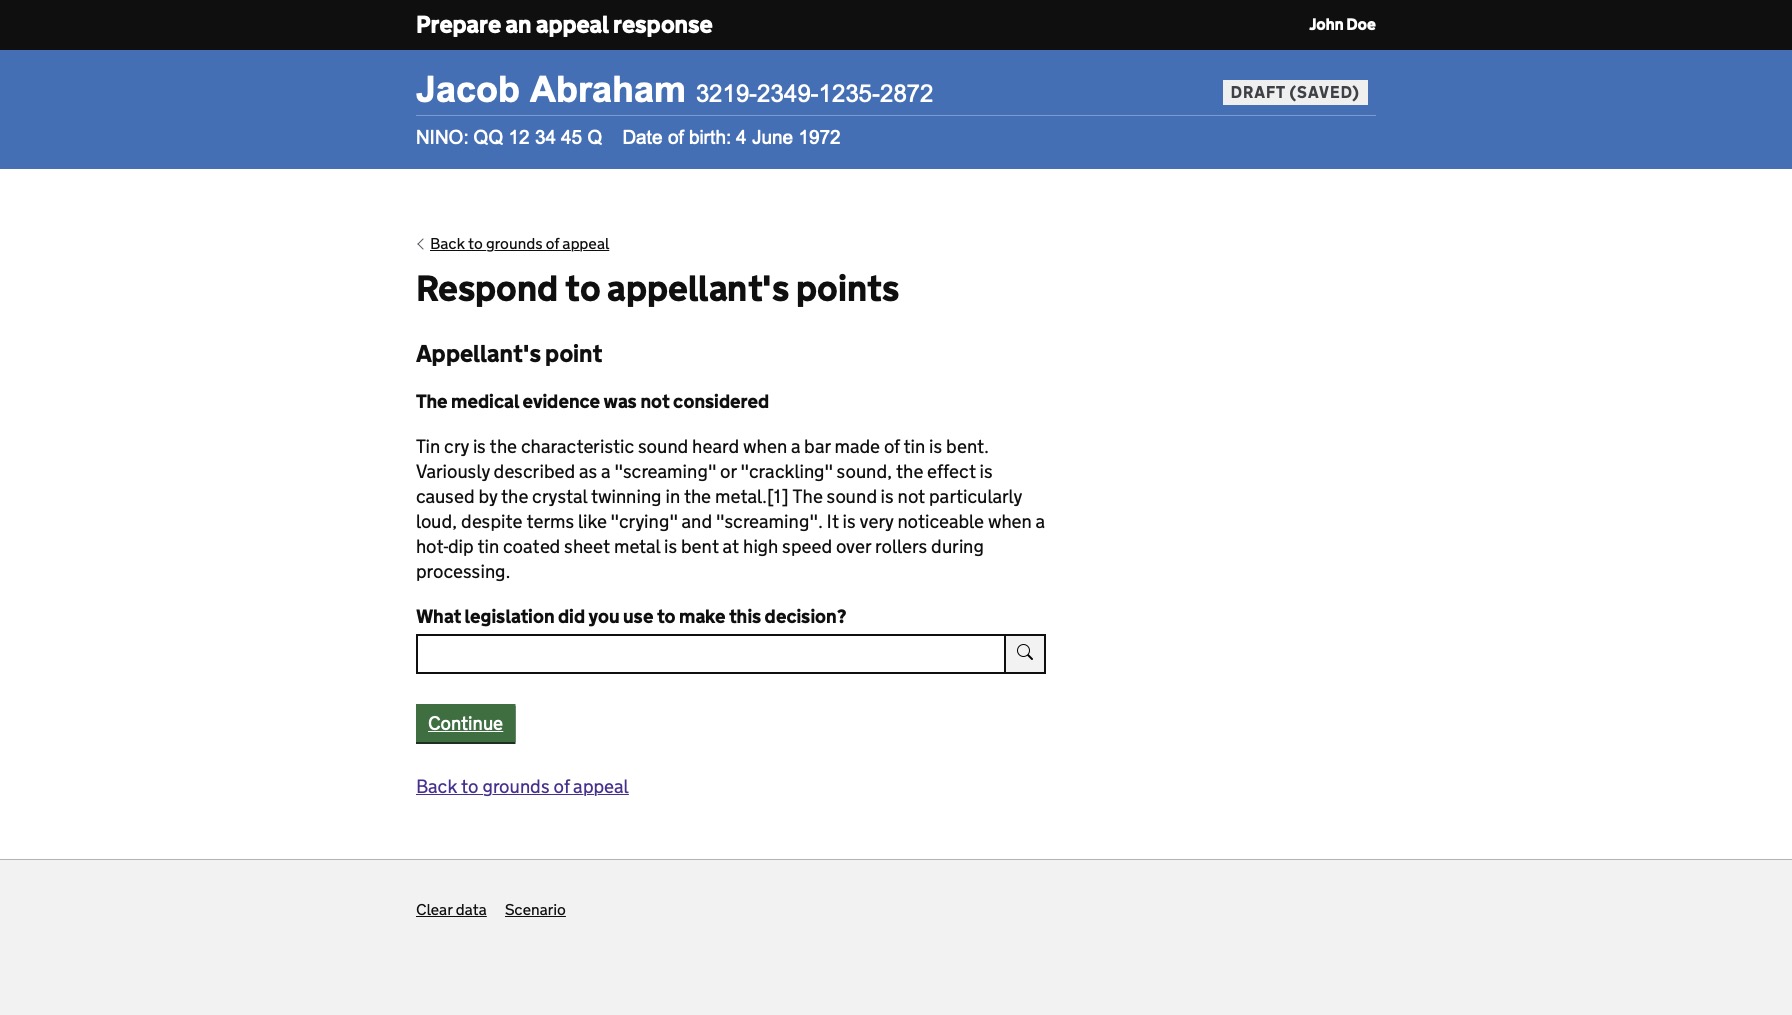 Prepare an appeal response
John Doe
Jacob Abraham 3219-2349-1235-2872
DRAFT (SAVED)
NINO: QQ 12 34 45 Q Date of birth: 4 June 1972
Back to grounds of appeal
Respond to appellant's points
Appellant's point
The medical evidence was not considered
Tin cry is the characteristic sound heard when a bar made of tin is bent.
Variously described as a "screaming" or "crackling" sound, the effect is
caused by the crystal twinning in the metal.[1] The sound is not particularly
loud, despite terms like "crying" and "screaming". It is very noticeable when a
hot-dip tin coated sheet metal is bent at high speed over rollers during
processing.
What legislation did you use to make this decision?
Continue
Back to grounds of appeal
Clear data Scenario